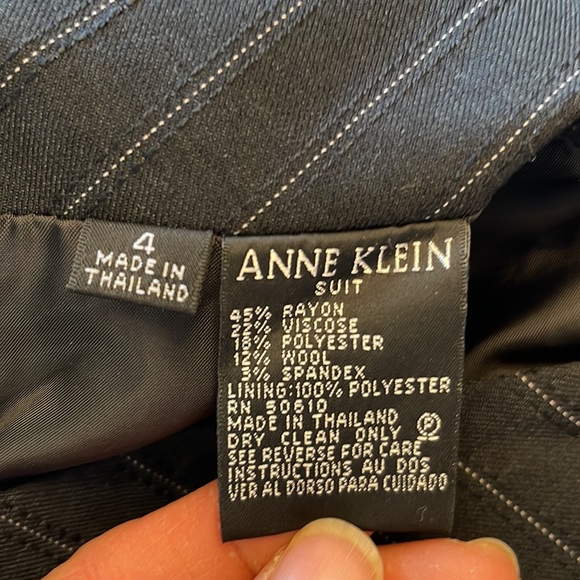 4
MADE IN
THAILAND
ANNE KLEIN
SUIT
45% RAYON
22% VISCOSE
18% POLYESTER
12% WOOL
3% SPANDEX
LINING:100% POLYESTER
RN 50610
MADE IN THAILAND
DRY CLEAN ONLY Ⓟ
SEE REVERSE FOR CARE
INSTRUCTIONS AU DOS
VER AL DORSO PARA CUIDADO